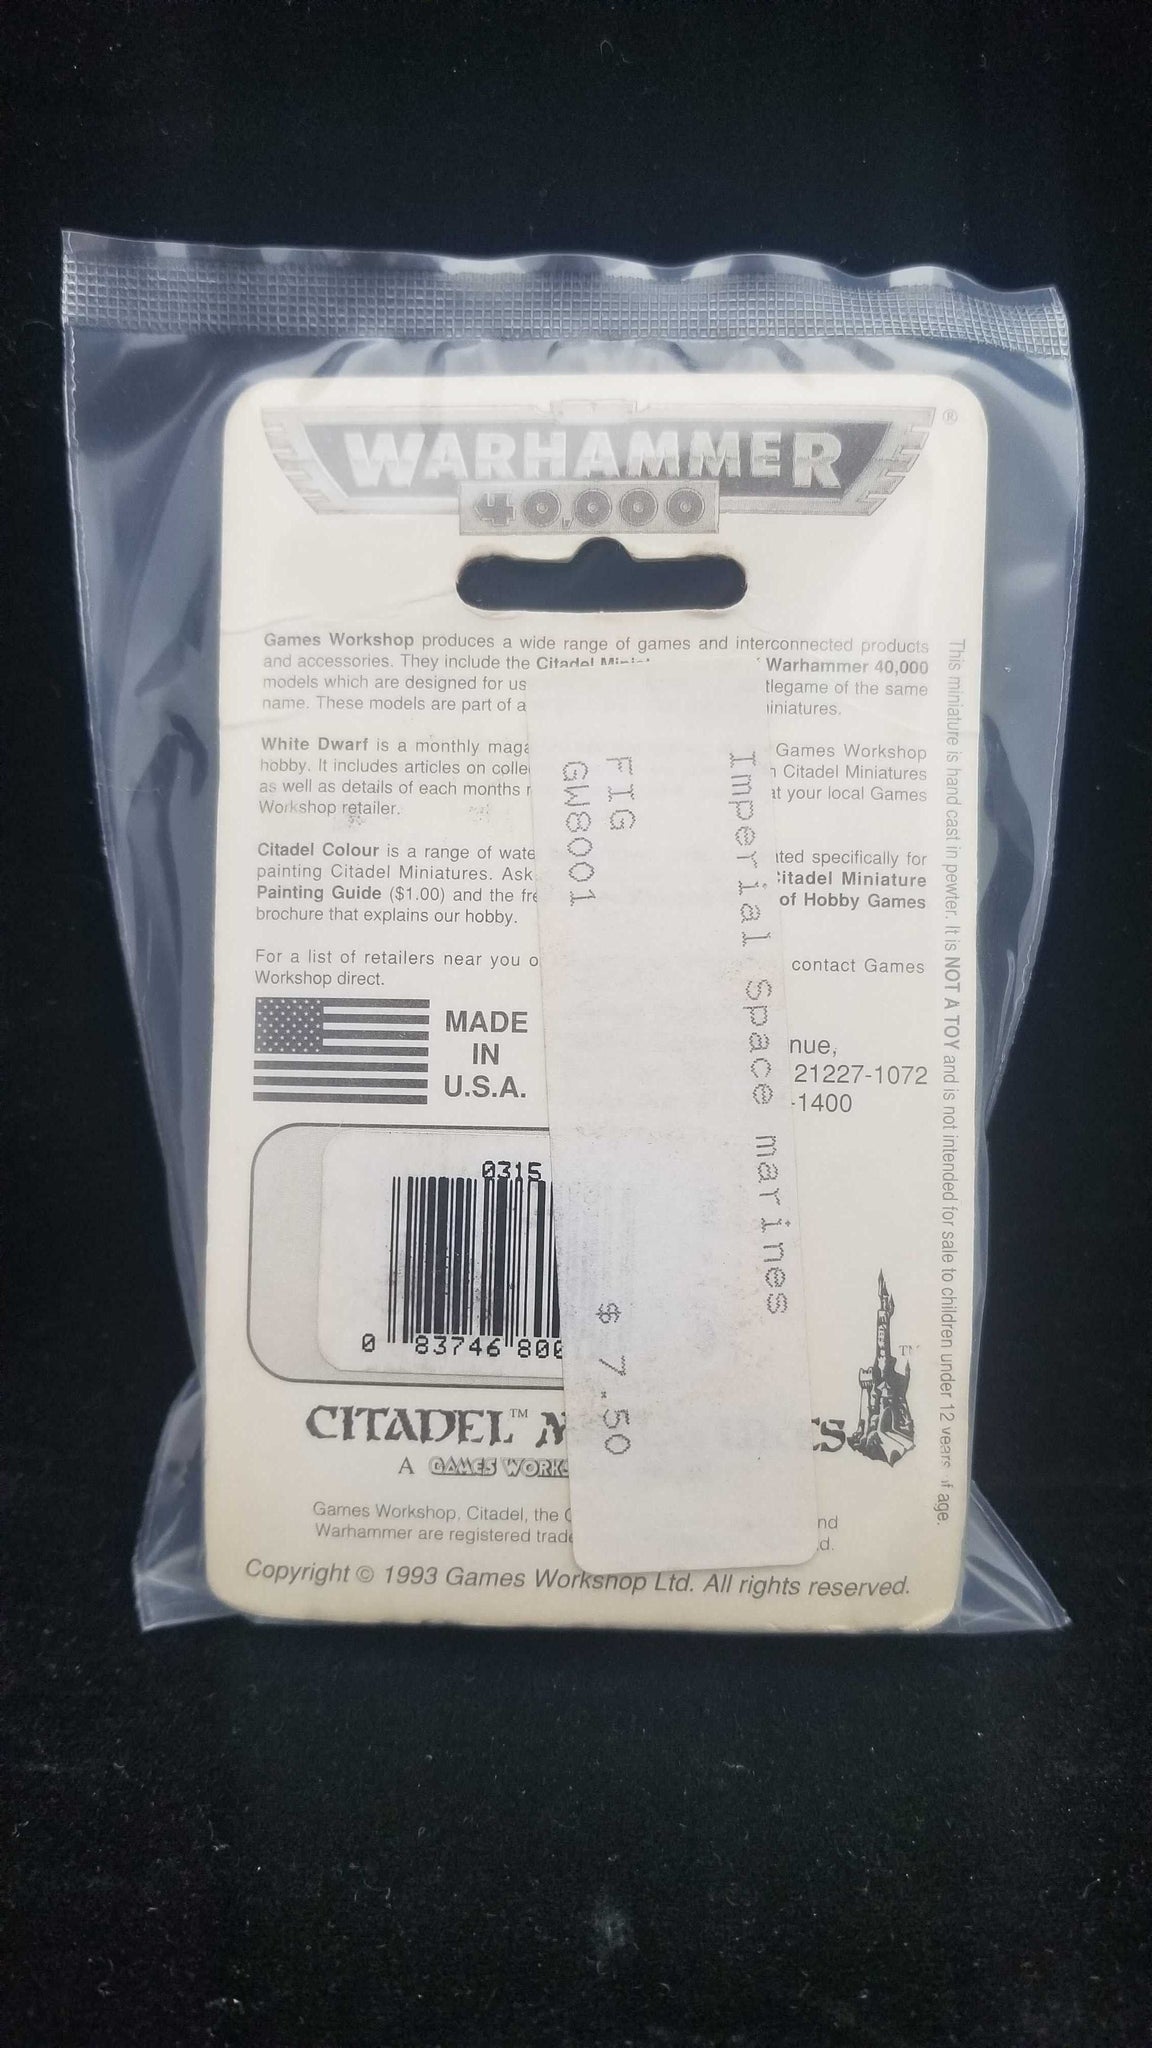 WARHAMMER ®
40,000
Games Workshop produces a wide range of games and interconnected products
and accessories. They include the Citadel Warhammer 40,000
models which are designed for us tlegame of the same
name. These models are part of a iniatures.
White Dwarf is a monthly maga Games Workshop
hobby. It includes articles on colle n Citadel Miniatures
as well as details of each months r at your local Games
Workshop retailer.
Citadel Colour is a range of wate ted specifically for
painting Citadel Miniatures. Ask Citadel Miniature
Painting Guide ($1.00) and the fre of Hobby Games
brochure that explains our hobby.
For a list of retailers near you o contact Games
Workshop direct.
MADE
IN
U.S.A.
nue,
21227-1072
-1400
Imperial Space marines
FIG
GW8001
$ 7.50
0315
0 83746 800
CITADEL™ M ES
TM
A GAMES WORKS
Games Workshop, Citadel, the C nd
Warhammer are registered trade d.
Copyright © 1993 Games Workshop Ltd. All rights reserved.
This miniature is hand cast in pewter. It is NOT A TOY and is not intended for sale to children under 12 years of age.